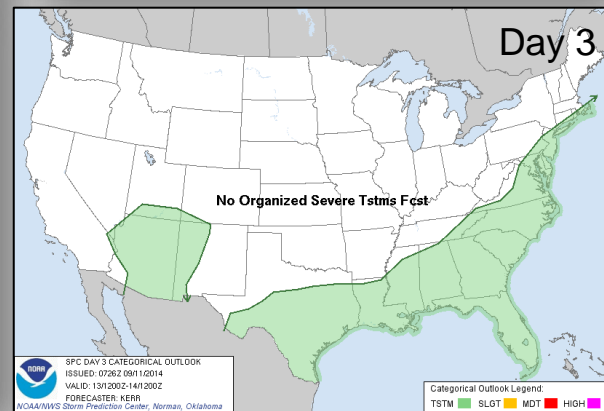 Day 3
No Organized Severe Tstms Fcst
NOAA
SPC DAY 3 CATEGORICAL OUTLOOK
ISSUED: 0726Z 09/11/2014
VALID: 13/1200Z-14/1200Z
FORECASTER: KERR
NOAA/NWS Storm Prediction Center, Norman, Oklahoma
Categorical Outlook Legend:
TSTM SLGT MDT HIGH